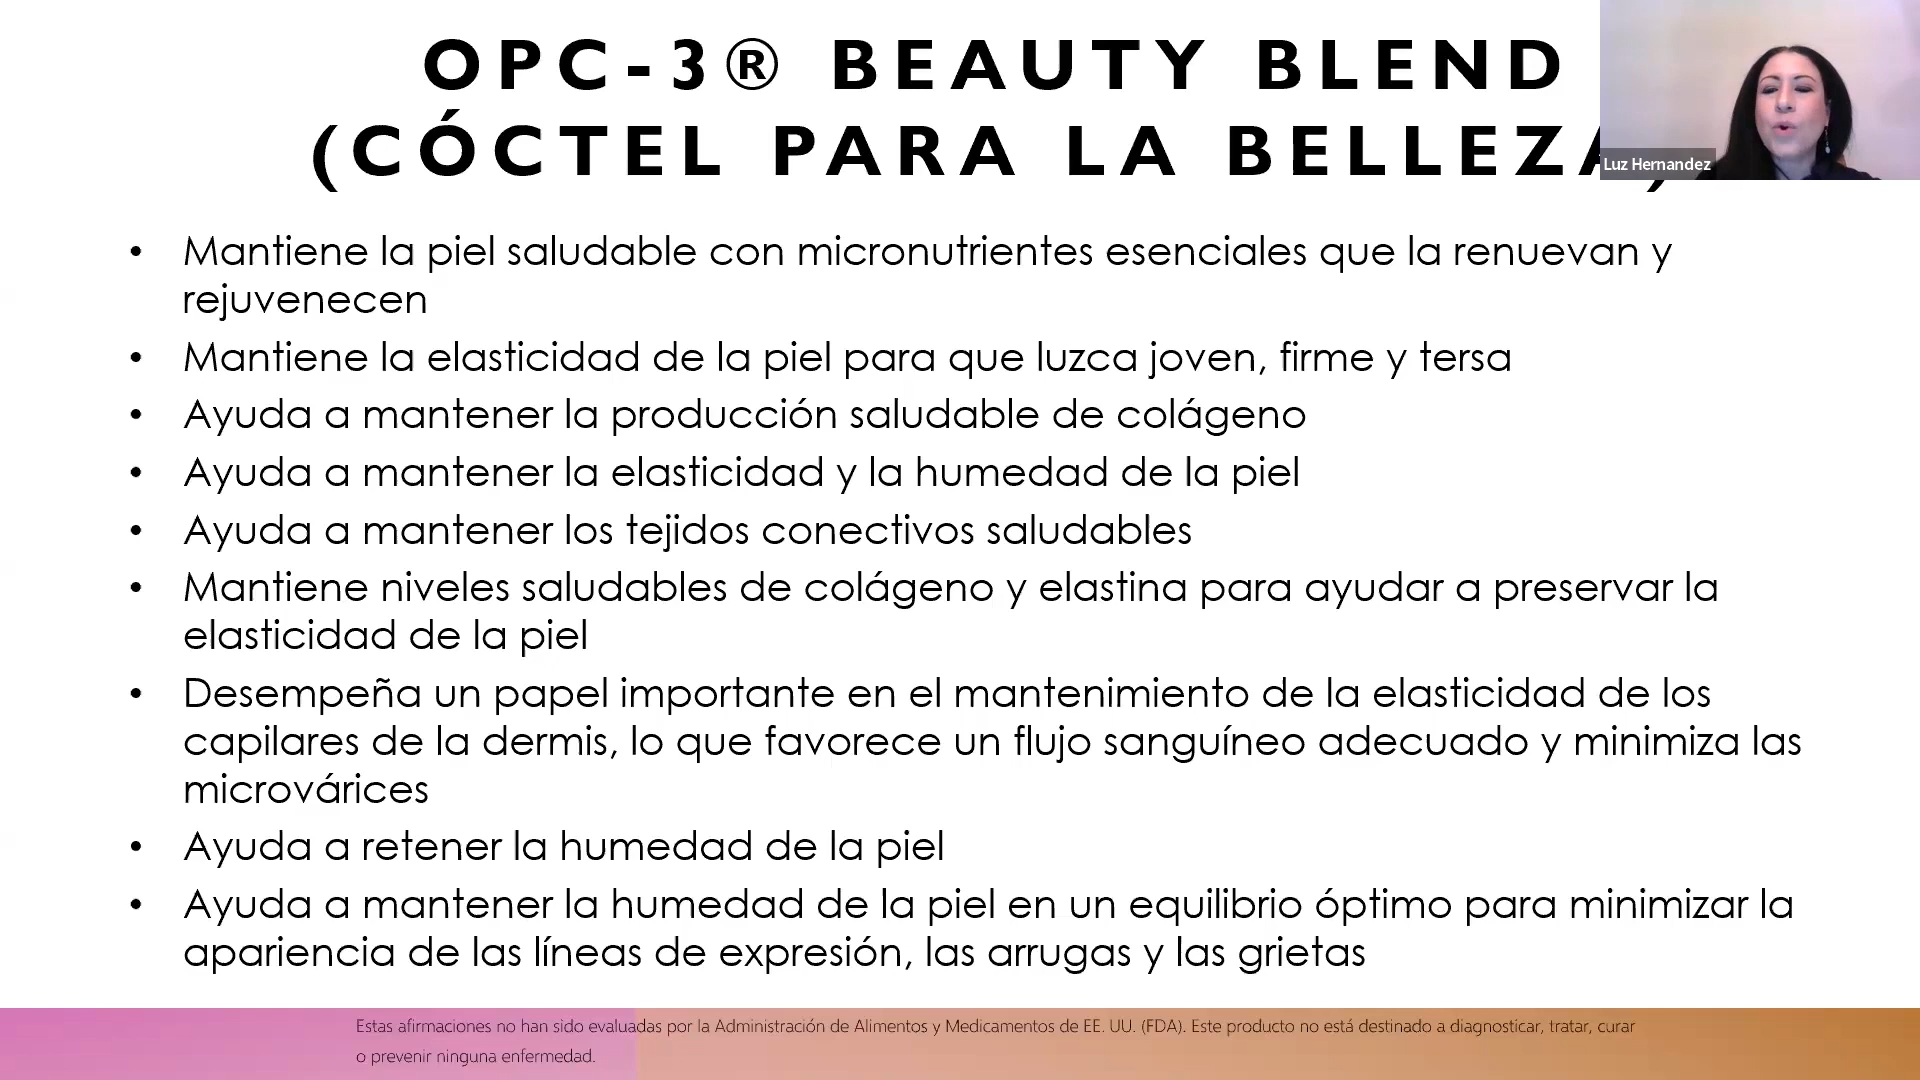 OPC-3® BEAUTY BLEND
(CÓCTEL PARA LA BELLEZA)
Luz Hernandez
• Mantiene la piel saludable con micronutrientes esenciales que la renuevan y
rejuvenecen
• Mantiene la elasticidad de la piel para que luzca joven, firme y tersa
• Ayuda a mantener la producción saludable de colágeno
• Ayuda a mantener la elasticidad y la humedad de la piel
• Ayuda a mantener los tejidos conectivos saludables
• Mantiene niveles saludables de colágeno y elastina para ayudar a preservar la
elasticidad de la piel
• Desempeña un papel importante en el mantenimiento de la elasticidad de los
capilares de la dermis, lo que favorece un flujo sanguíneo adecuado y minimiza las
microvárices
• Ayuda a retener la humedad de la piel
• Ayuda a mantener la humedad de la piel en un equilibrio óptimo para minimizar la
apariencia de las líneas de expresión, las arrugas y las grietas
Estas afirmaciones no han sido evaluadas por la Administración de Alimentos y Medicamentos de EE. UU. (FDA). Este producto no está destinado a diagnosticar, tratar, curar
o prevenir ninguna enfermedad.